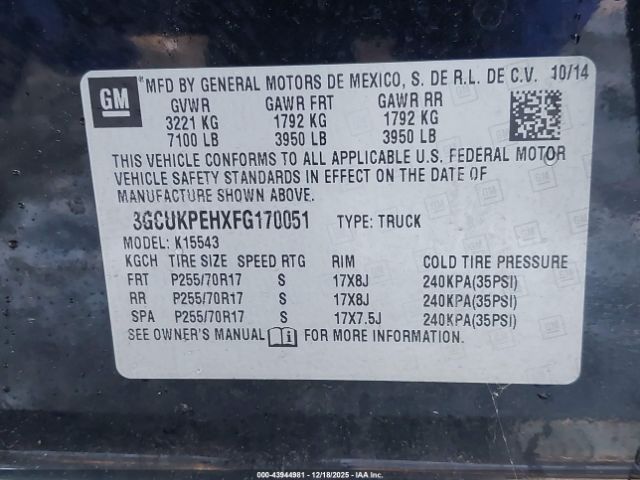 GM
*MFD BY GENERAL MOTORS DE MEXICO, S. DE R.L. DE C.V. 10/14
GVWR GAWR FRT GAWR RR
3221 KG 1792 KG 1792 KG
7100 LB 3950 LB 3950 LB
THIS VEHICLE CONFORMS TO ALL APPLICABLE U.S. FEDERAL MOTOR
VEHICLE SAFETY STANDARDS IN EFFECT ON THE DATE OF
MANUFACTURE SHOWN ABOVE.
3GCUKPEHXFG170051 TYPE: TRUCK
MODEL: K15543
KGCH TIRE SIZE SPEED RTG RIM COLD TIRE PRESSURE
FRT P255/70R17 S 17X8J 240KPA(35PSI)
RR P255/70R17 S 17X8J 240KPA(35PSI)
SPA P255/70R17 S 17X7.5J 240KPA(35PSI)
SEE OWNER'S MANUAL FOR MORE INFORMATION.
© 43944981 - 12/18/2025 - IAA, Inc.